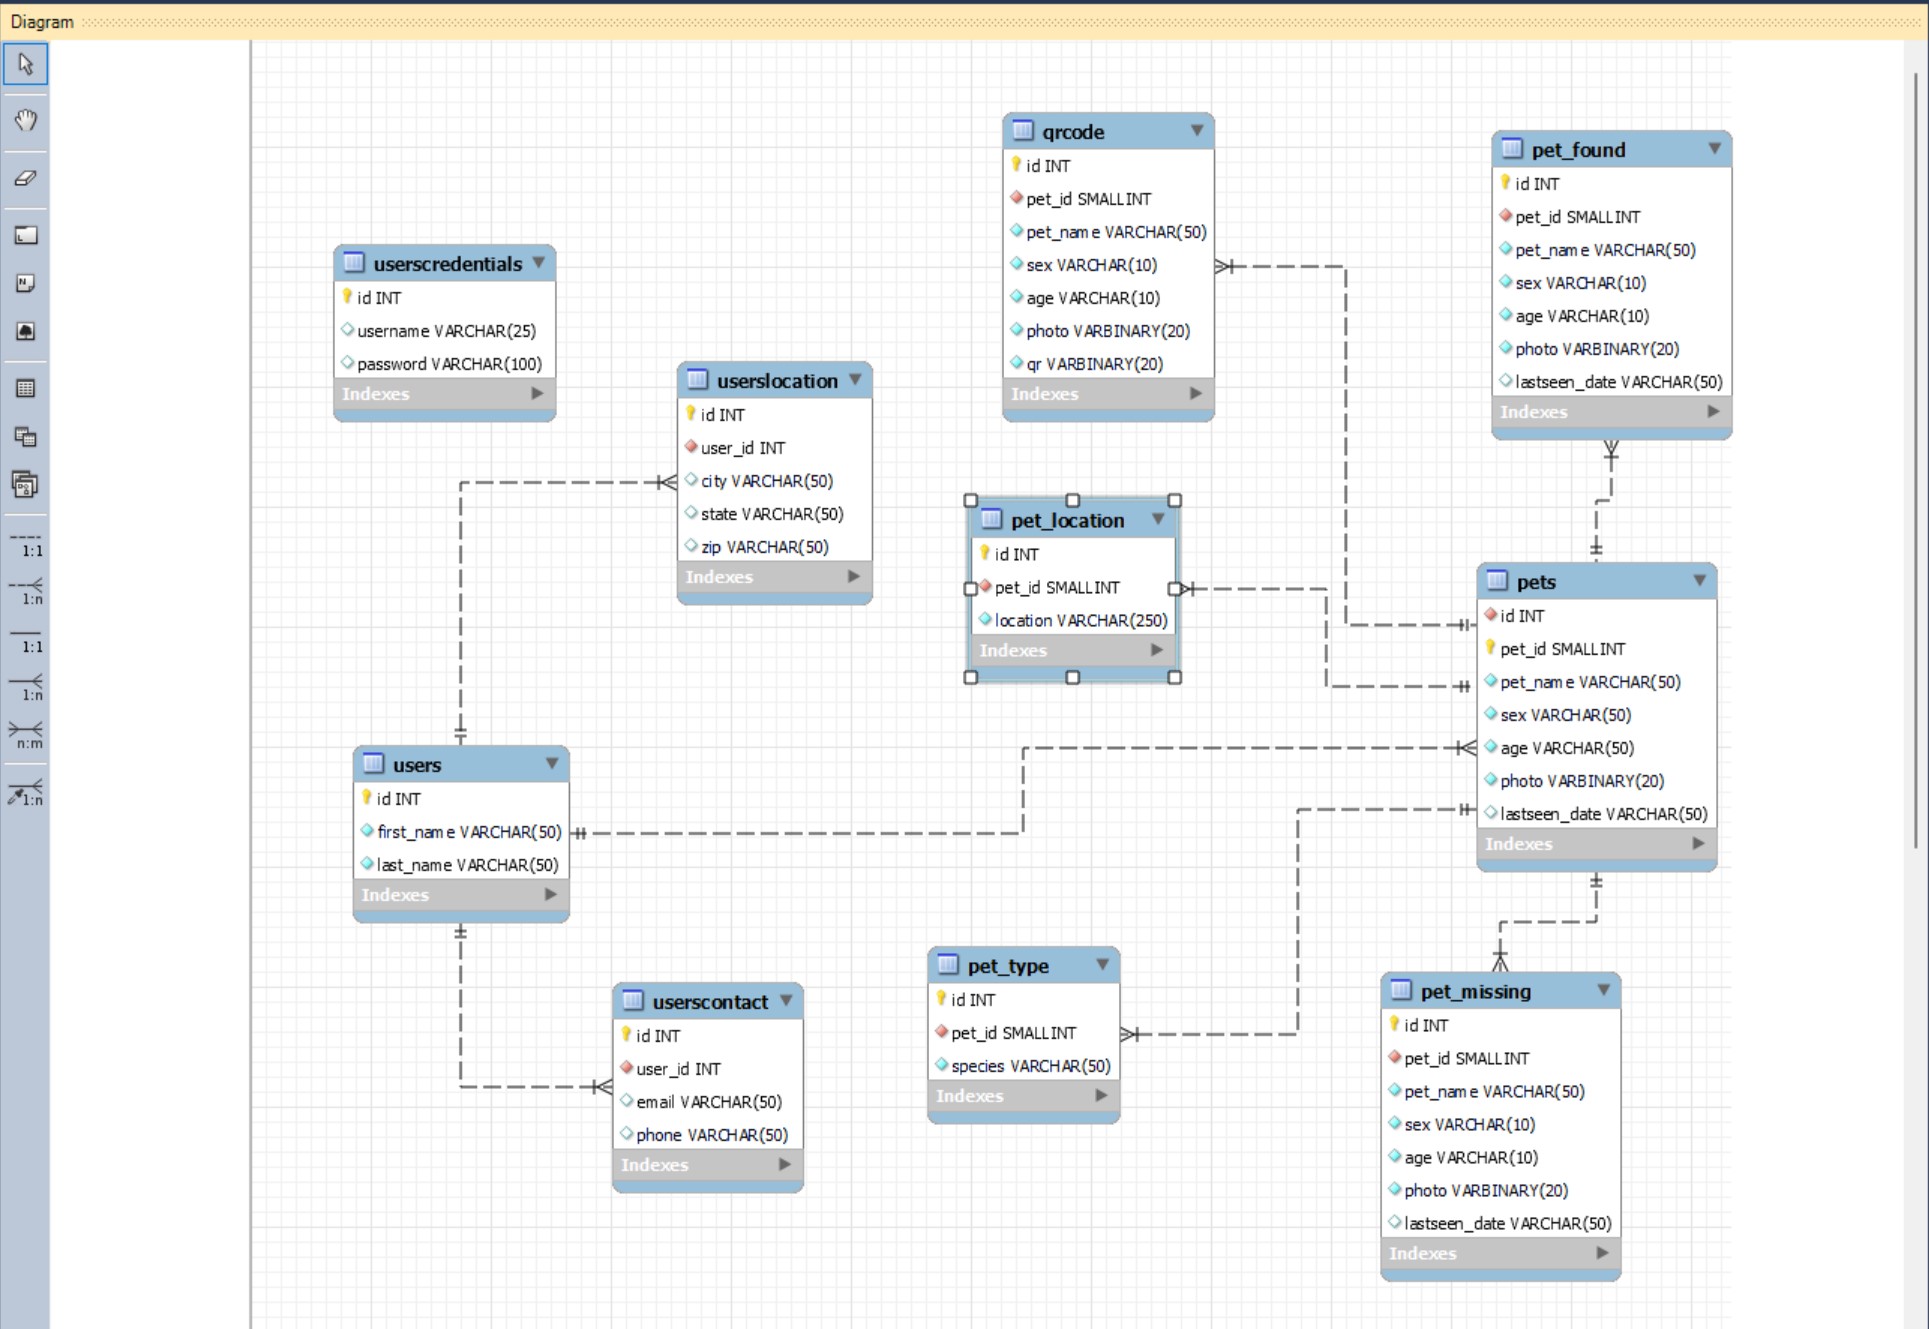 Diagram
1:1
1:n
1:1
1:n
n:m
1:n
userscredentials
id INT
username VARCHAR(25)
password VARCHAR(100)
Indexes
userslocation
id INT
user_id INT
city VARCHAR(50)
state VARCHAR(50)
zip VARCHAR(50)
Indexes
qrcode
id INT
pet_id SMALLINT
pet_name VARCHAR(50)
sex VARCHAR(10)
age VARCHAR(10)
photo VARBINARY(20)
qr VARBINARY(20)
Indexes
pet_found
id INT
pet_id SMALLINT
pet_name VARCHAR(50)
sex VARCHAR(10)
age VARCHAR(10)
photo VARBINARY(20)
lastseen_date VARCHAR(50)
Indexes
pet_location
id INT
pet_id SMALLINT
location VARCHAR(250)
Indexes
pets
id INT
pet_id SMALLINT
pet_name VARCHAR(50)
sex VARCHAR(50)
age VARCHAR(50)
photo VARBINARY(20)
lastseen_date VARCHAR(50)
Indexes
users
id INT
first_name VARCHAR(50)
last_name VARCHAR(50)
Indexes
userscontact
id INT
user_id INT
email VARCHAR(50)
phone VARCHAR(50)
Indexes
pet_type
id INT
pet_id SMALLINT
species VARCHAR(50)
Indexes
pet_missing
id INT
pet_id SMALLINT
pet_name VARCHAR(50)
sex VARCHAR(10)
age VARCHAR(10)
photo VARBINARY(20)
lastseen_date VARCHAR(50)
Indexes